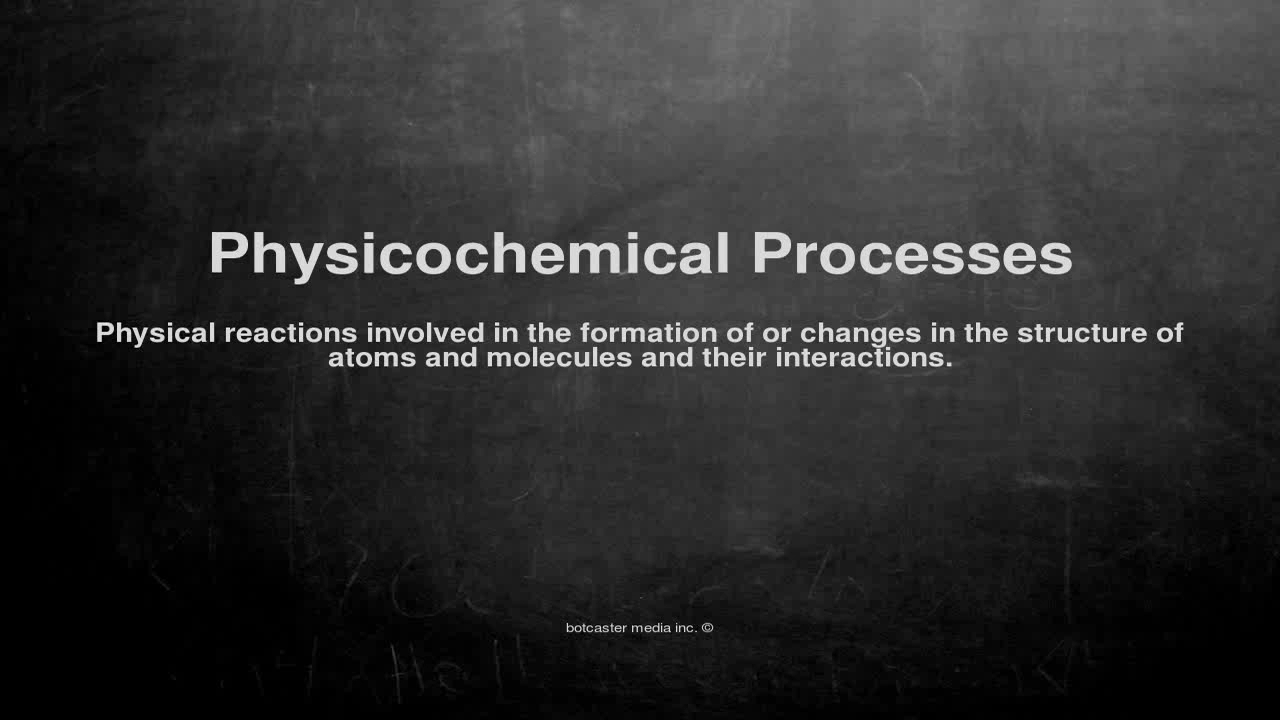 Physicochemical Processes
Physical reactions involved in the formation of or changes in the structure of
atoms and molecules and their interactions.
botcaster media inc. ©